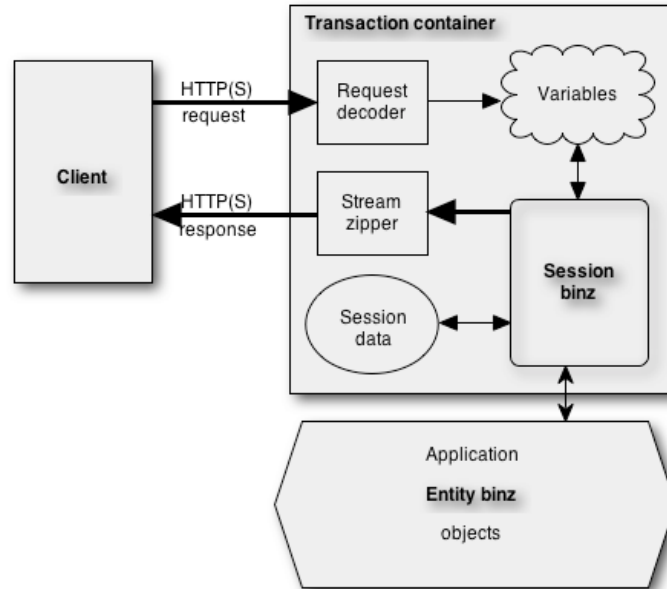 Transaction container
Client
HTTP(S)
request
Request
decoder
Variables
HTTP(S)
response
Stream
zipper
Session
binz
Session
data
Application
Entity binz
objects